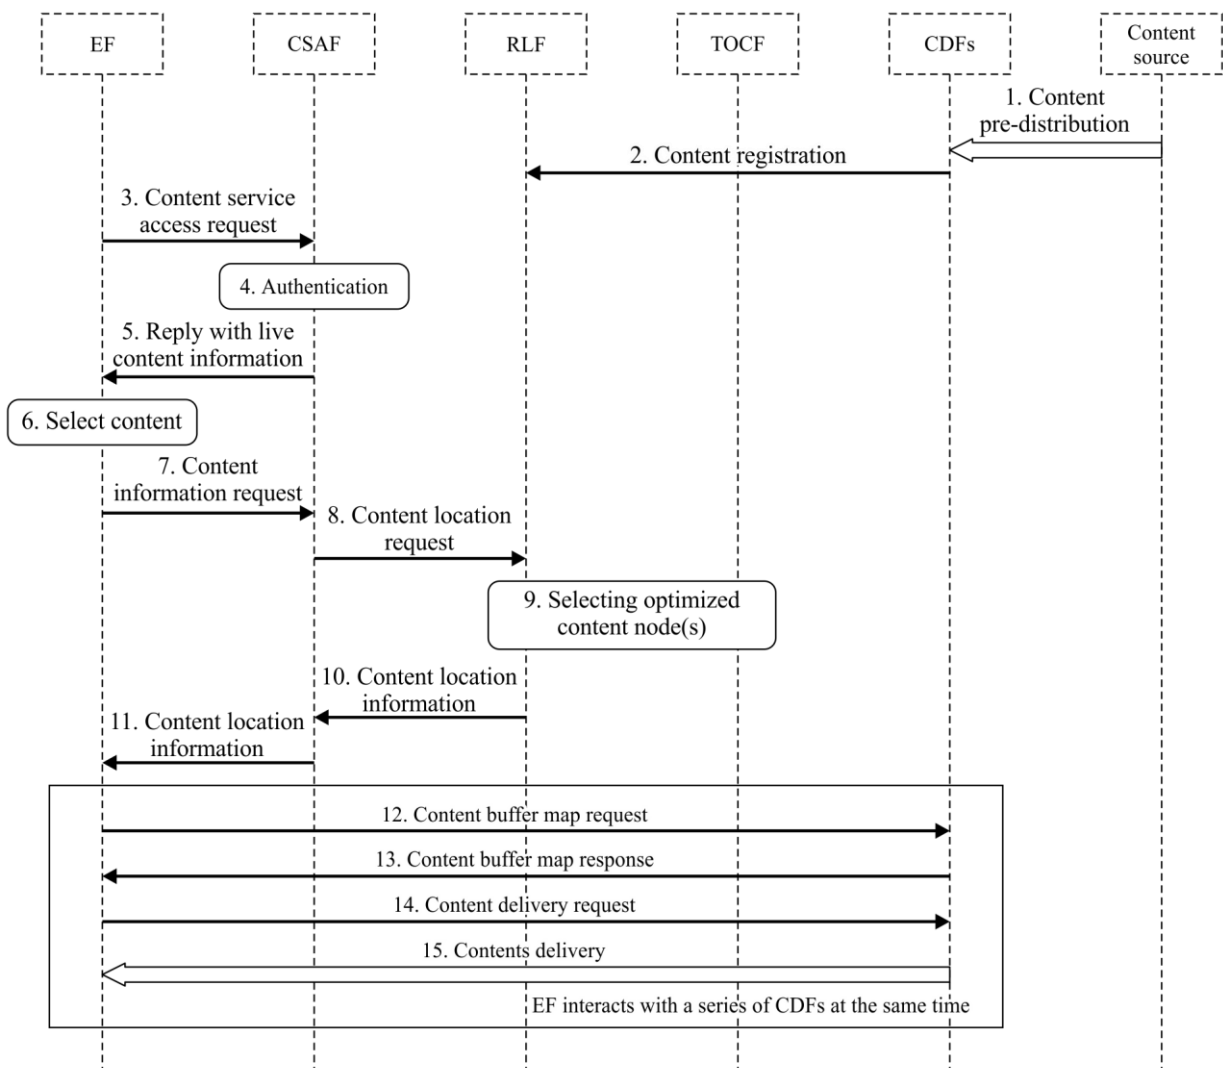 EF
CSAF
RLF
TOCF
CDFs
Content
source
1. Content
pre-distribution
2. Content registration
3. Content service
access request
4. Authentication
5. Reply with live
content information
6. Select content
7. Content
information request
8. Content location
request
9. Selecting optimized
content node(s)
10. Content location
information
11. Content location
information
12. Content buffer map request
13. Content buffer map response
14. Content delivery request
15. Contents delivery
EF interacts with a series of CDFs at the same time